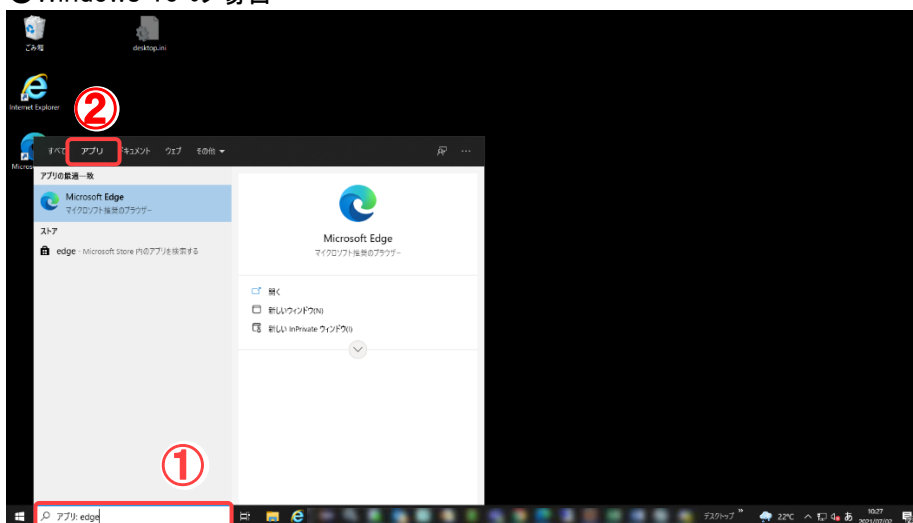 ごみ箱
desktop.ini
Internet Explorer
②
すべて アプリ ドキュメント ウェブ その他
アプリの最適一致
Microsoft Edge
マイクロソフト推奨のブラウザー
ストア
edge - Microsoft Store 内のアプリを検索する
Microsoft Edge
マイクロソフト推奨のブラウザー
開く
新しいウィンドウ(N)
新しい InPrivate ウィンドウ(I)
①
アプリ: edge
デスクトップ
22℃
あ
10:27
2021/07/02